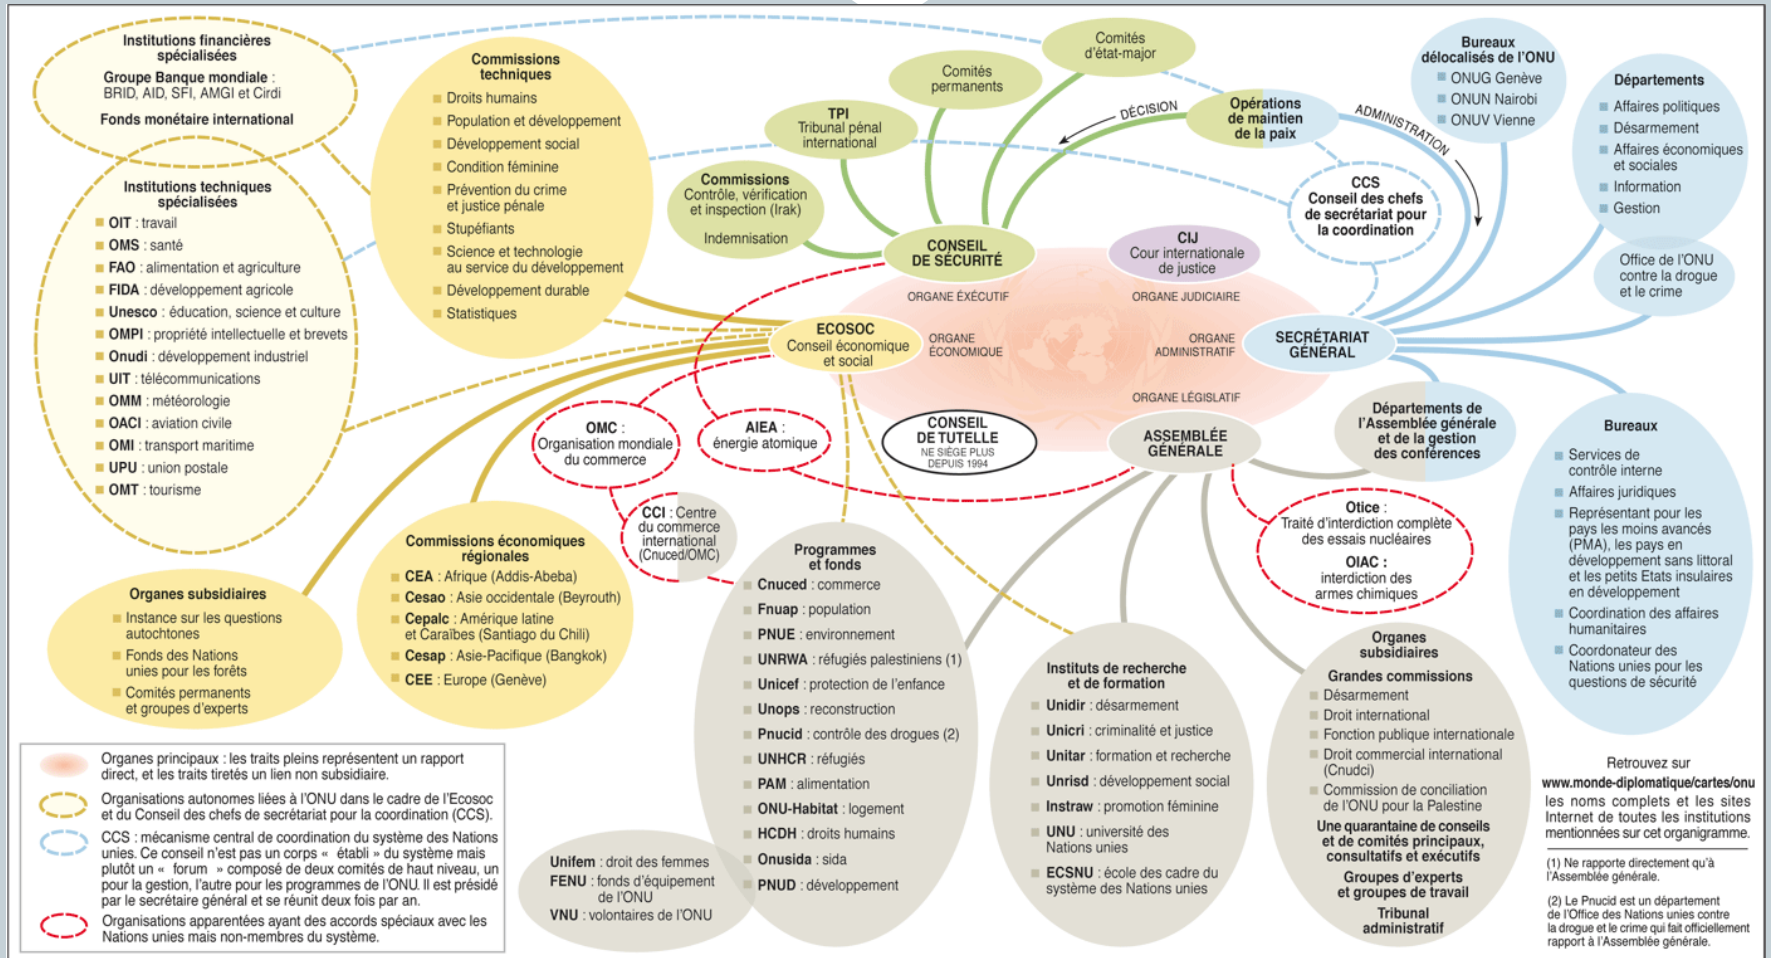 Institutions financières
spécialisées
Groupe Banque mondiale :
BRID, AID, SFI, AMGI et Cirdi
Fonds monétaire international
Institutions techniques
spécialisées
OIT : travail
OMS : santé
FAO : alimentation et agriculture
FIDA : développement agricole
Unesco : éducation, science et culture
OMPI : propriété intellectuelle et brevets
Onudi : développement industriel
UIT : télécommunications
OMM : météorologie
OACI : aviation civile
OMI : transport maritime
UPU : union postale
OMT : tourisme
Commissions
techniques
Droits humains
Population et développement
Développement social
Condition féminine
Prévention du crime
et justice pénale
Stupéfiants
Science et technologie
au service du développement
Développement durable
Statistiques
Comités
d'état-major
Comités
permanents
TPI
Tribunal pénal
international
Commissions
Contrôle, vérification
et inspection (Irak)
Indemnisation
DÉCISION
Opérations
de maintien
de la paix
ADMINISTRATION
Bureaux
délocalisés de l'ONU
ONUG Genève
ONUN Nairobi
ONUV Vienne
Départements
Affaires politiques
Désarmement
Affaires économiques
et sociales
Information
Gestion
Office de l'ONU
contre la drogue
et le crime
CCS
Conseil des chefs
de secrétariat pour
la coordination
CONSEIL
DE SÉCURITÉ
ORGANE ÉXÉCUTIF
CIJ
Cour internationale
de justice
ORGANE JUDICIAIRE
ECOSOC
Conseil économique
et social
ORGANE
ÉCONOMIQUE
ORGANE
ADMINISTRATIF
SECRÉTARIAT
GÉNÉRAL
ORGANE LÉGISLATIF
ASSEMBLÉE
GÉNÉRALE
CONSEIL
DE TUTELLE
NE SIÈGE PLUS
DEPUIS 1994
OMC :
Organisation mondiale
du commerce
AIEA :
énergie atomique
CCI : Centre
du commerce
international
(Cnuced/OMC)
Départements de
l'Assemblée générale
et de la gestion
des conférences
Otice :
Traité d'interdiction complète
des essais nucléaires
OIAC :
interdiction des
armes chimiques
Bureaux
Services de
contrôle interne
Affaires juridiques
Représentant pour les
pays les moins avancés
(PMA), les pays en
développement sans littoral
et les petits Etats insulaires
en développement
Coordination des affaires
humanitaires
Coordonateur des
Nations unies pour les
questions de sécurité
Organes subsidiaires
Instance sur les questions
autochtones
Fonds des Nations
unies pour les forêts
Comités permanents
et groupes d'experts
Commissions économiques
régionales
CEA : Afrique (Addis-Abeba)
Cesao : Asie occidentale (Beyrouth)
Cepalc : Amérique latine
et Caraïbes (Santiago du Chili)
Cesap : Asie-Pacifique (Bangkok)
CEE : Europe (Genève)
Programmes
et fonds
Cnuced : commerce
Fnuap : population
PNUE : environnement
UNRWA : réfugiés palestiniens (1)
Unicef : protection de l'enfance
Unops : reconstruction
Pnucid : contrôle des drogues (2)
UNHCR : réfugiés
PAM : alimentation
ONU-Habitat : logement
HCDH : droits humains
Onusida : sida
PNUD : développement
Unifem : droit des femmes
FENU : fonds d'équipement
de l'ONU
VNU : volontaires de l'ONU
Instituts de recherche
et de formation
Unidir : désarmement
Unicri : criminalité et justice
Unitar : formation et recherche
Unrisd : développement social
Instraw : promotion féminine
UNU : université des
Nations unies
ECSNU : école des cadre du
système des Nations unies
Organes
subsidiaires
Grandes commissions
Désarmement
Droit international
Fonction publique internationale
Droit commercial international
(Cnudci)
Commission de conciliation
de l'ONU pour la Palestine
Une quarantaine de conseils
et de comités principaux,
consultatifs et exécutifs
Groupes d'experts
et groupes de travail
Tribunal
administratif
Organes principaux : les traits pleins représentent un rapport
direct, et les traits tiretés un lien non subsidiaire.
Organisations autonomes liées à l'ONU dans le cadre de l'Ecosoc
et du Conseil des chefs de secrétariat pour la coordination (CCS).
CCS : mécanisme central de coordination du système des Nations
unies. Ce conseil n'est pas un corps « établi » du système mais
plutôt un « forum » composé de deux comités de haut niveau, un
pour la gestion, l'autre pour les programmes de l'ONU. Il est présidé
par le secrétaire général et se réunit deux fois par an.
Organisations apparentées ayant des accords spéciaux avec les
Nations unies mais non-membres du système.
Retrouvez sur
www.monde-diplomatique/cartes/onu
les noms complets et les sites
Internet de toutes les institutions
mentionnées sur cet organigramme.
(1) Ne rapporte directement qu'à
l'Assemblée générale.
(2) Le Pnucid est un département
de l'Office des Nations unies contre
la drogue et le crime qui fait officiellement
rapport à l'Assemblée générale.